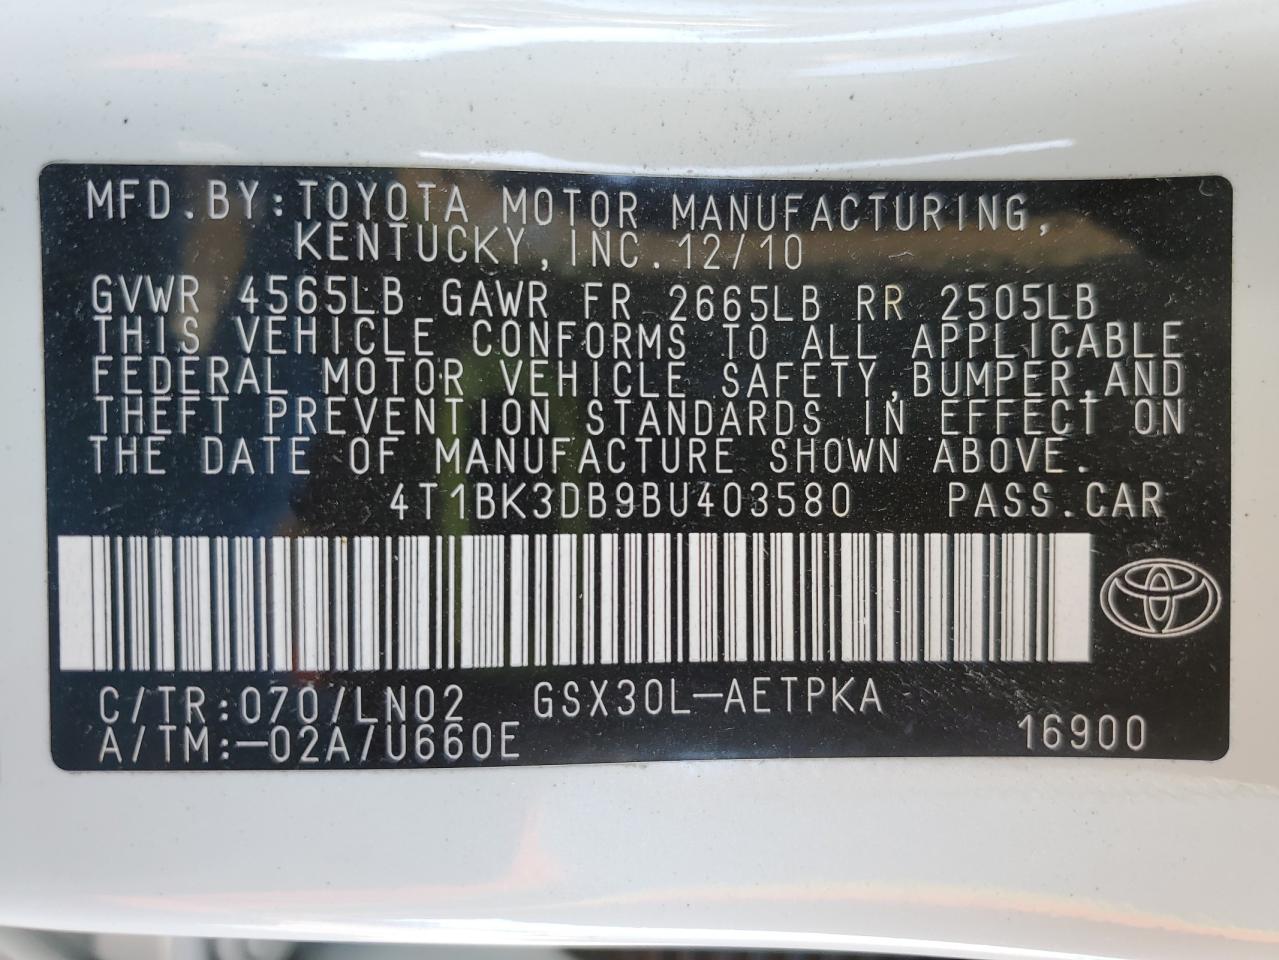 MFD.BY:TOYOTA MOTOR MANUFACTURING,
KENTUCKY,INC.12/10
GVWR 4565LB GAWR FR 2665LB RR 2505LB
THIS VEHICLE CONFORMS TO ALL APPLICABLE
FEDERAL MOTOR VEHICLE SAFETY,BUMPER,AND
THEFT PREVENTION STANDARDS IN EFFECT ON
THE DATE OF MANUFACTURE SHOWN ABOVE.
4T1BK3DB9BU403580 PASS.CAR
C/TR:070/LN02 GSX30L-AETPKA
A/TM:-02A/U660E 16900